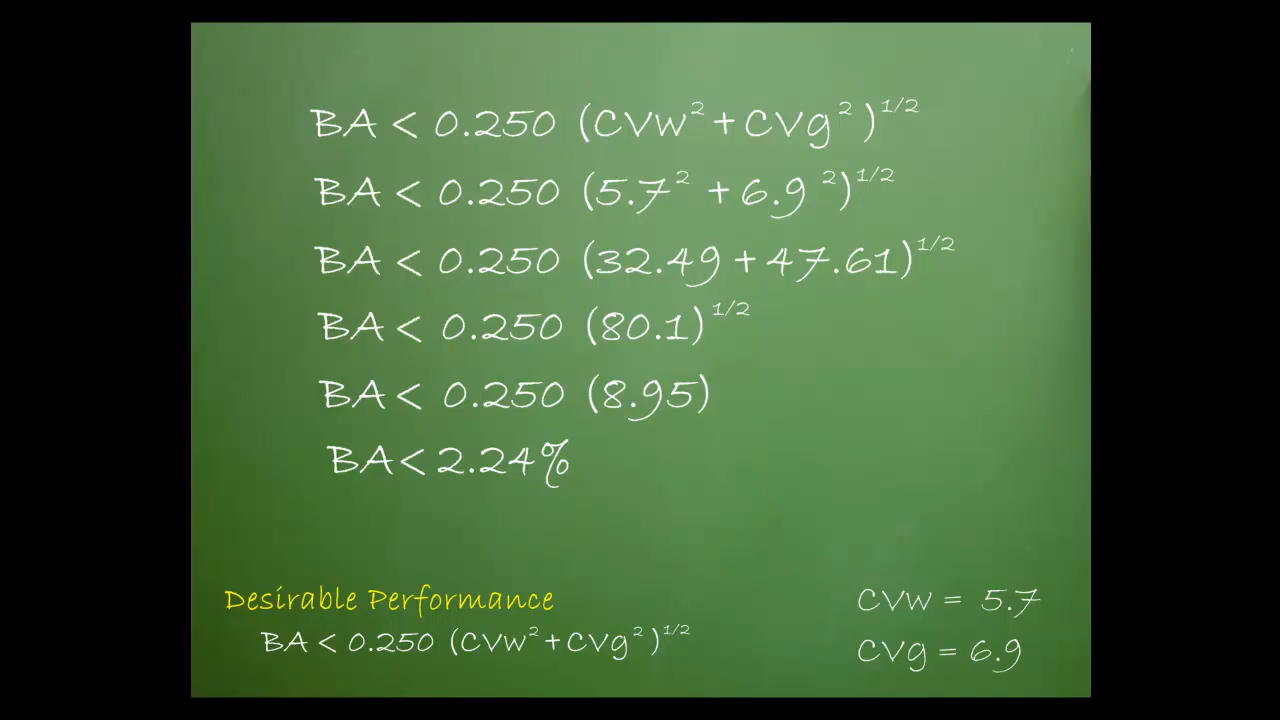 BA < 0.250 (CVw² + CVg²)^1/2
BA < 0.250 (5.7² + 6.9²)^1/2
BA < 0.250 (32.49 + 47.61)^1/2
BA < 0.250 (80.1)^1/2
BA < 0.250 (8.95)
BA < 2.24%
Desirable Performance
BA < 0.250 (CVw² + CVg²)^1/2
CVw = 5.7
CVg = 6.9